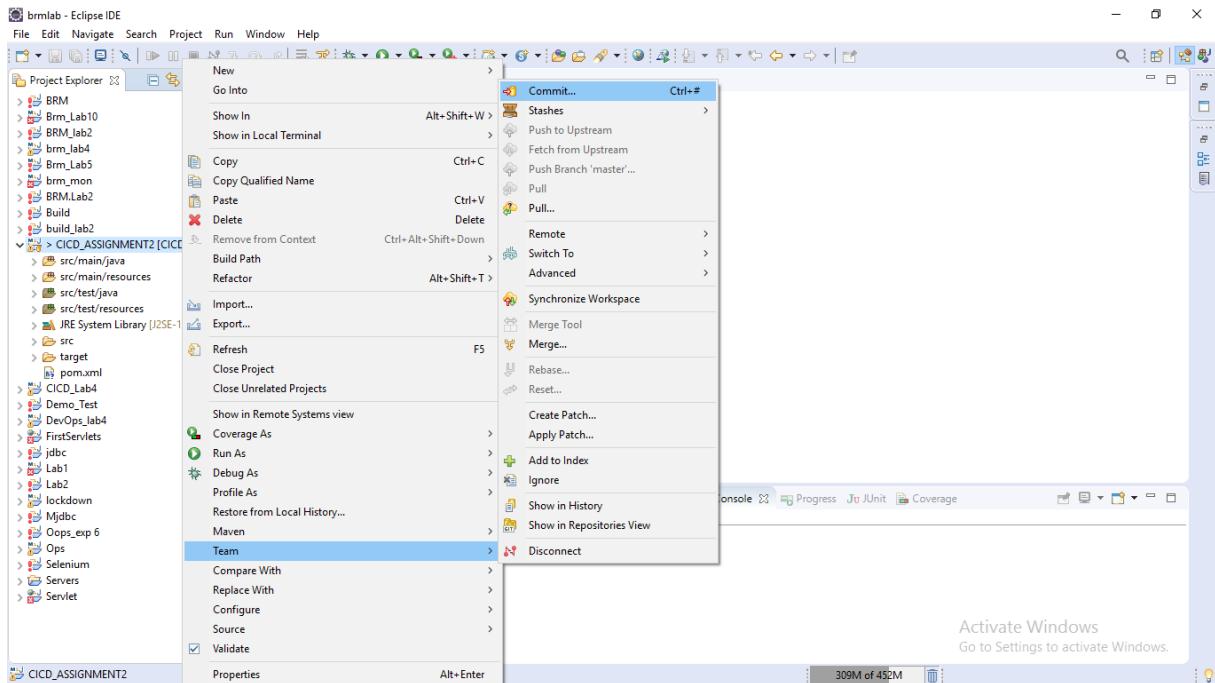 brmlab - Eclipse IDE
File Edit Navigate Search Project Run Window Help
Project Explorer
BRM
Brm_Lab10
BRM_lab2
brm_lab4
Brm_Lab5
brm_mon
BRM.Lab2
Build
build_lab2
> CICD_ASSIGNMENT2 [CICD
src/main/java
src/main/resources
src/test/java
src/test/resources
JRE System Library [J2SE-1
src
target
pom.xml
CICD_Lab4
Demo_Test
DevOps_lab4
FirstServlets
jdbc
Lab1
Lab2
lockdown
Mjdbc
Oops_exp 6
Ops
Selenium
Servers
Servlet
New
Go Into
Show In Alt+Shift+W >
Show in Local Terminal
Copy Ctrl+C
Copy Qualified Name
Paste Ctrl+V
Delete Delete
Remove from Context Ctrl+Alt+Shift+Down
Build Path
Refactor Alt+Shift+T >
Import...
Export...
Refresh F5
Close Project
Close Unrelated Projects
Show in Remote Systems view
Coverage As
Run As
Debug As
Profile As
Restore from Local History...
Maven
Team
Compare With
Replace With
Configure
Source
Validate
Properties Alt+Enter
Commit... Ctrl+#
Stashes
Push to Upstream
Fetch from Upstream
Push Branch 'master'...
Pull
Pull...
Remote
Switch To
Advanced
Synchronize Workspace
Merge Tool
Merge...
Rebase...
Reset...
Create Patch...
Apply Patch...
Add to Index
Ignore
Show in History
Show in Repositories View
Disconnect
onsole Progress JUnit Coverage
Activate Windows
Go to Settings to activate Windows.
CICD_ASSIGNMENT2
309M of 452M